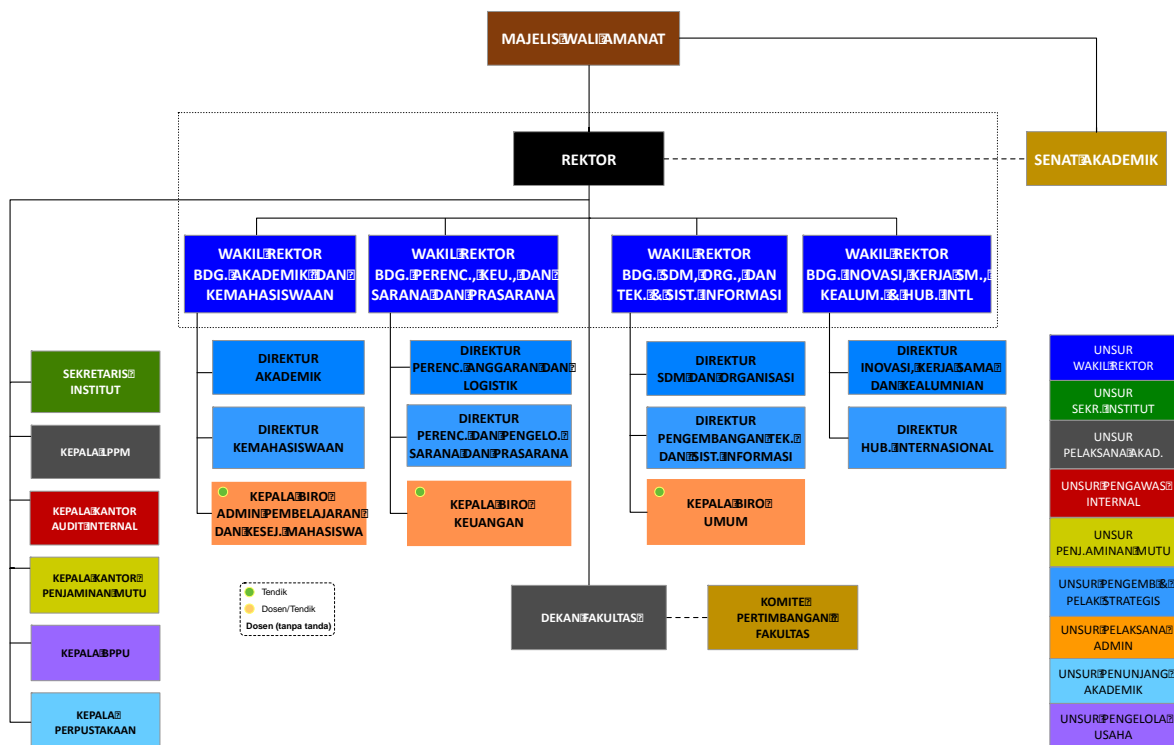 MAJELIS WALI AMANAT
REKTOR
SENAT AKADEMIK
WAKIL REKTOR
BDG. AKADEMIK DAN
KEMAHASISWAAN
WAKIL REKTOR
BDG. PERENC., KEU., DAN
SARANA DAN PRASARANA
WAKIL REKTOR
BDG. SDM, ORG., DAN
TEK. & SIST. INFORMASI
WAKIL REKTOR
BDG. INOVASI, KERJA SM.,
KEALUM. & HUB. INTL
DIREKTUR
AKADEMIK
DIREKTUR
KEMAHASISWAAN
KEPALA BIRO
ADMIN PEMBELAJARAN
DAN KESEJ. MAHASISWA
DIREKTUR
PERENC. ANGGARAN DAN
LOGISTIK
DIREKTUR
PERENC. DAN PENGELO.
SARANA DAN PRASARANA
KEPALA BIRO
KEUANGAN
DIREKTUR
SDM DAN ORGANISASI
DIREKTUR
PENGEMBANGAN TEK.
DAN SIST. INFORMASI
KEPALA BIRO
UMUM
DIREKTUR
INOVASI, KERJA SAMA
DAN KEALUMNIAN
DIREKTUR
HUB. INTERNASIONAL
SEKRETARIS
INSTITUT
KEPALA LPPM
KEPALA KANTOR
AUDIT INTERNAL
KEPALA KANTOR
PENJAMINAN MUTU
KEPALA BPPU
KEPALA
PERPUSTAKAAN
Tendik
Dosen/Tendik
Dosen (tanpa tanda)
DEKAN FAKULTAS
KOMITE
PERTIMBANGAN
FAKULTAS
UNSUR
WAKIL REKTOR
UNSUR
SEKR. INSTITUT
UNSUR
PELAKSANA AKAD.
UNSUR PENGAWAS
INTERNAL
UNSUR
PENJ.AMINAN MUTU
UNSUR PENGEMB &
PELAK STRATEGIS
UNSUR PELAKSANA
ADMIN
UNSUR PENUNJANG
AKADEMIK
UNSUR PENGELOLA
USAHA